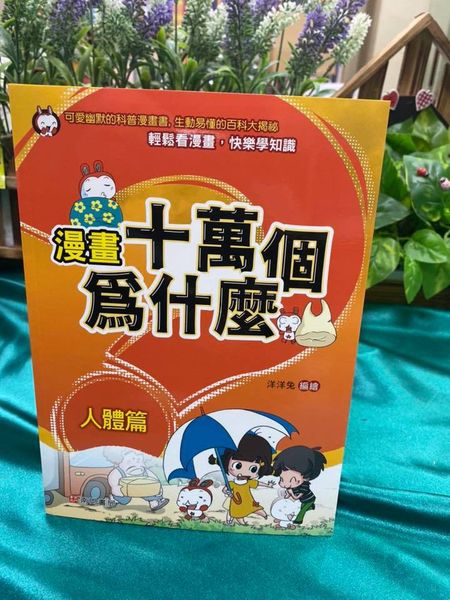 可愛幽默的科普漫畫書,生動易懂的百科大揭祕
輕鬆看漫畫,快樂學知識
漫畫
十萬個
爲什麼
洋洋兔 編繪
人體篇